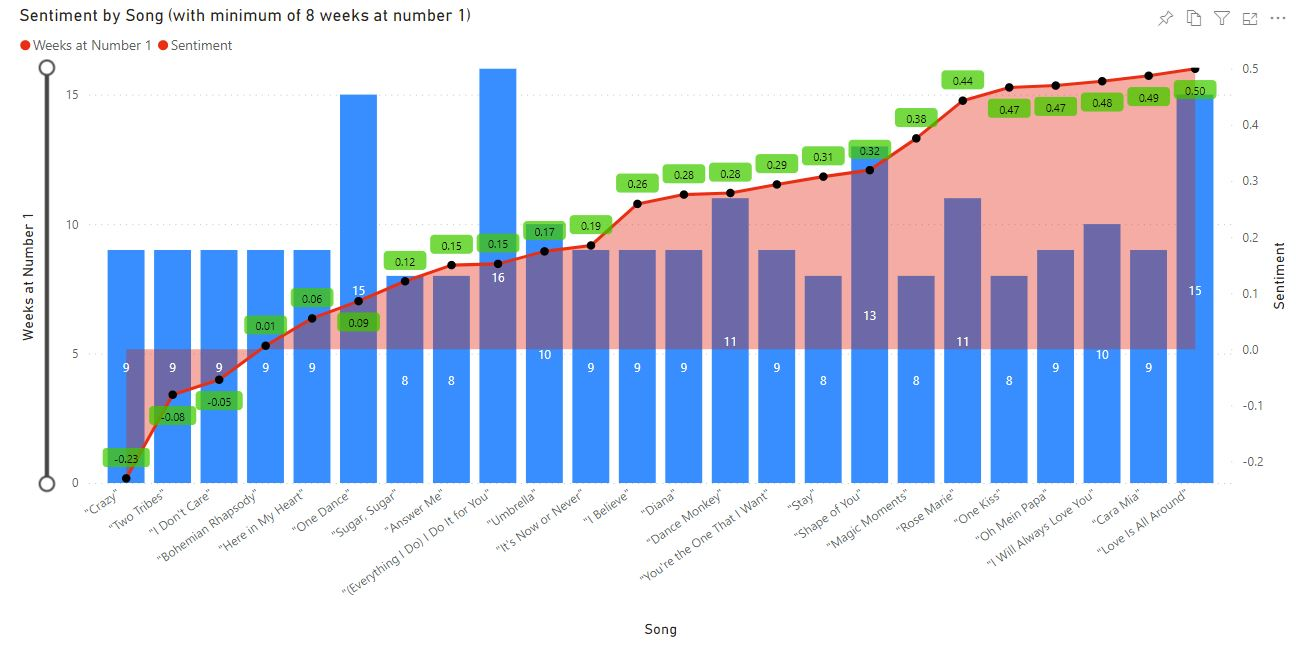 Sentiment by Song (with minimum of 8 weeks at number 1)
Weeks at Number 1 Sentiment
Weeks at Number 1
15
10
5
0
0.5
0.4
0.3
0.2
0.1
0.0
-0.1
-0.2
Sentiment
-0.23
-0.08
-0.05
0.01
0.06
0.09
0.12
0.15
0.15
0.17
0.19
0.26
0.28
0.28
0.29
0.31
0.32
0.38
0.44
0.47
0.47
0.48
0.49
0.50
9
9
9
9
9
15
8
8
16
10
9
9
9
11
9
8
13
8
11
8
9
10
9
15
"Crazy"
"Two Tribes"
"I Don't Care"
"Bohemian Rhapsody"
"Here in My Heart"
"One Dance"
"Sugar, Sugar"
"Answer Me"
"(Everything I Do) I Do It for You"
"Umbrella"
"It's Now or Never"
"I Believe"
"Diana"
"Dance Monkey"
"You're the One That I Want"
"Stay"
"Shape of You"
"Magic Moments"
"Rose Marie"
"One Kiss"
"Oh Mein Papa"
"I Will Always Love You"
"Cara Mia"
"Love Is All Around"
Song